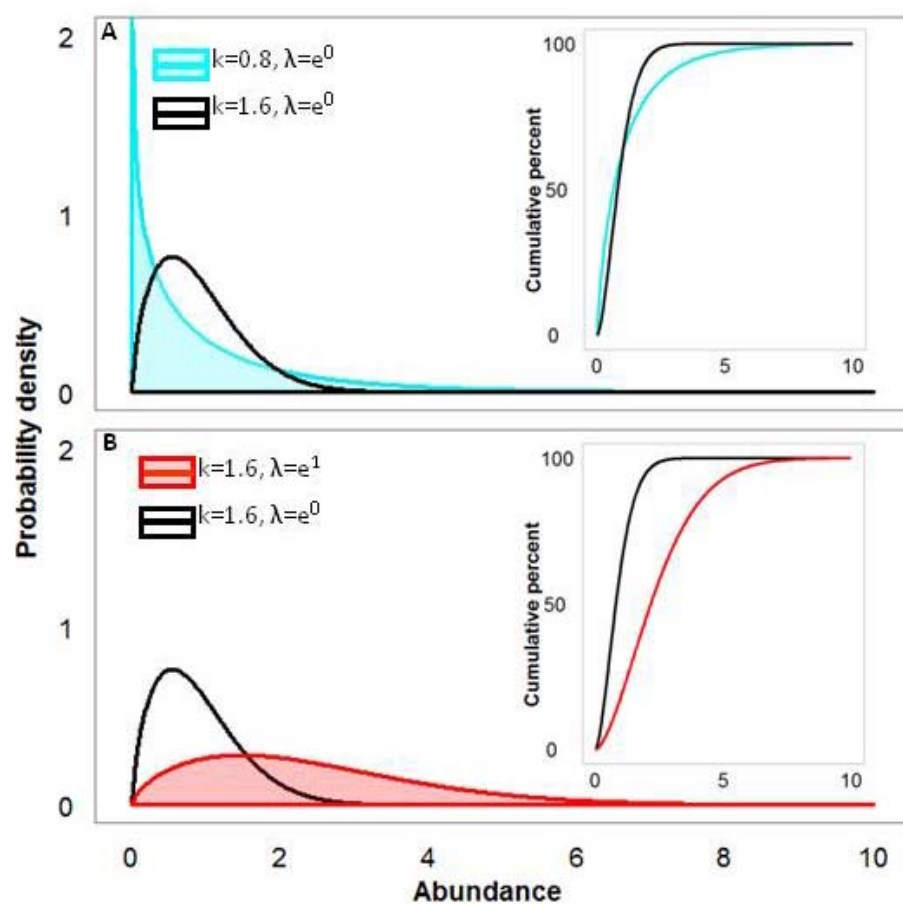 A
k=0.8, λ=e⁰
k=1.6, λ=e⁰
2
1
0
Cumulative percent
100
50
0
0 5 10
Probability density
B
k=1.6, λ=e¹
k=1.6, λ=e⁰
2
1
0
Cumulative percent
100
50
0
0 5 10
0 2 4 6 8 10
Abundance